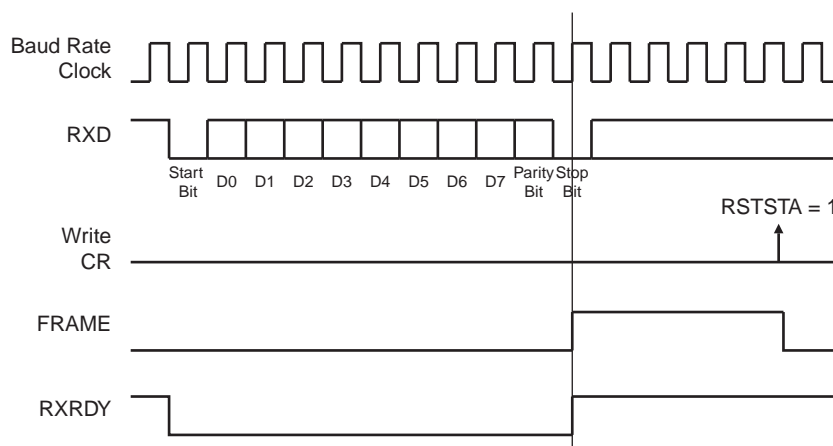 Baud Rate
Clock
RXD
Start
Bit
D0
D1
D2
D3
D4
D5
D6
D7
Parity
Bit
Stop
Bit
RSTSTA = 1
Write
CR
FRAME
RXRDY